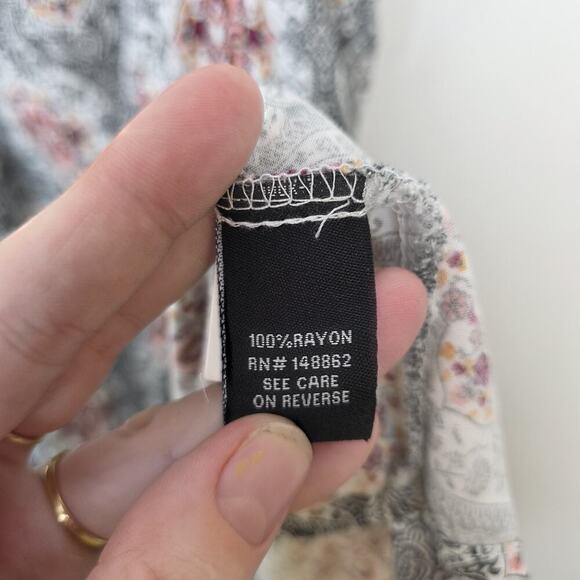 100%RAYON
RN# 148862
SEE CARE
ON REVERSE